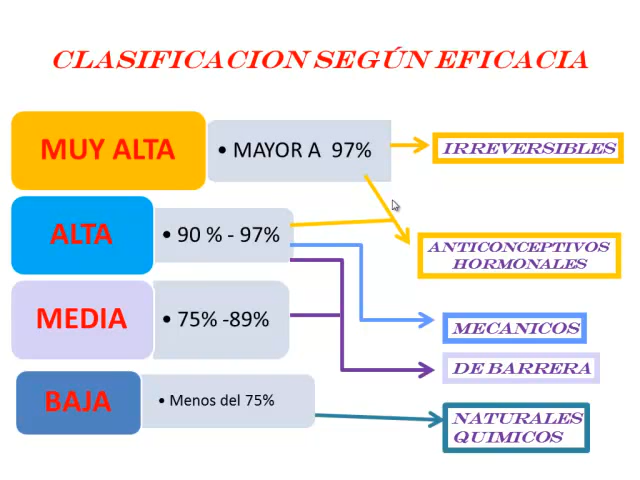 CLASIFICACION SEGÚN EFICACIA
MUY ALTA
• MAYOR A 97%
IRREVERSIBLES
ALTA
• 90 % - 97%
ANTICONCEPTIVOS
HORMONALES
MEDIA
• 75% -89%
MECANICOS
DE BARRERA
BAJA
• Menos del 75%
NATURALES
QUIMICOS